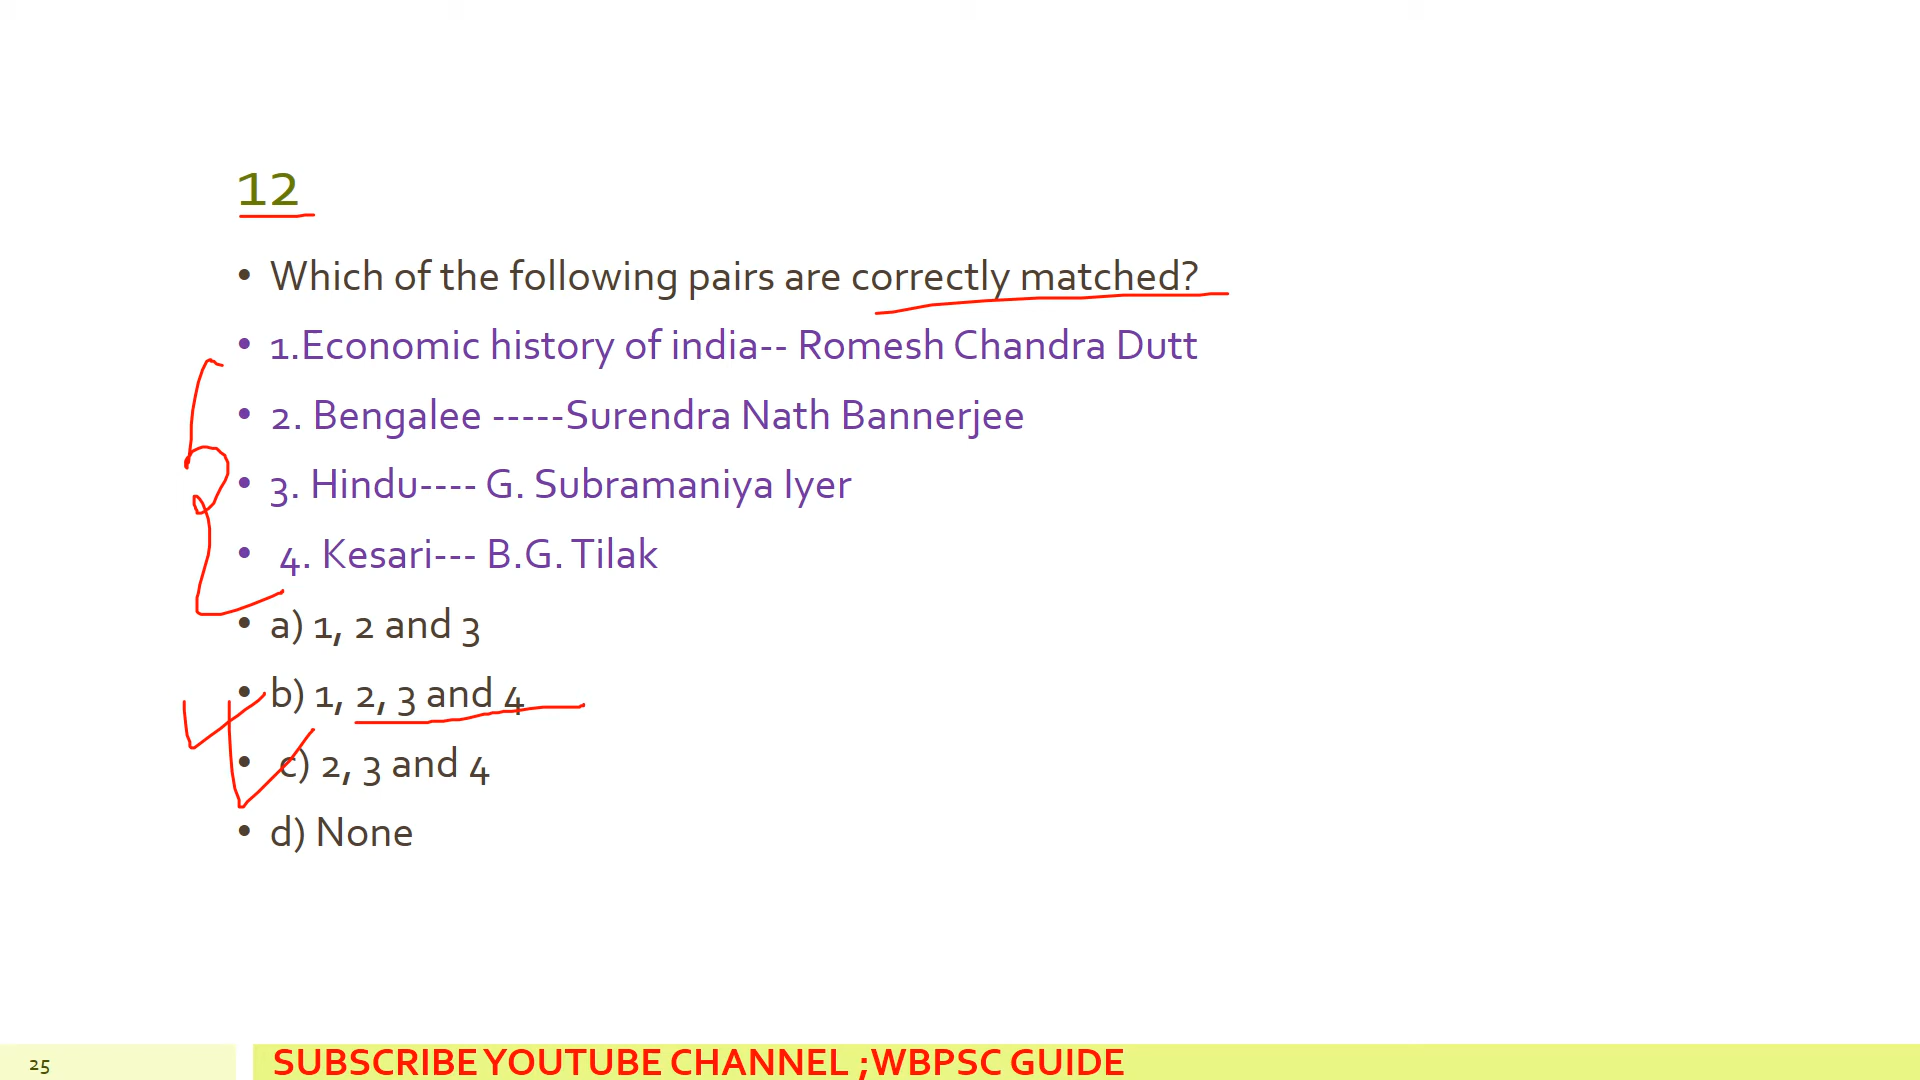 12
• Which of the following pairs are correctly matched?
• 1.Economic history of india-- Romesh Chandra Dutt
• 2. Bengalee -----Surendra Nath Bannerjee
• 3. Hindu---- G. Subramaniya Iyer
• 4. Kesari--- B.G. Tilak
• a) 1, 2 and 3
• b) 1, 2, 3 and 4
• c) 2, 3 and 4
• d) None
25
SUBSCRIBE YOUTUBE CHANNEL ;WBPSC GUIDE